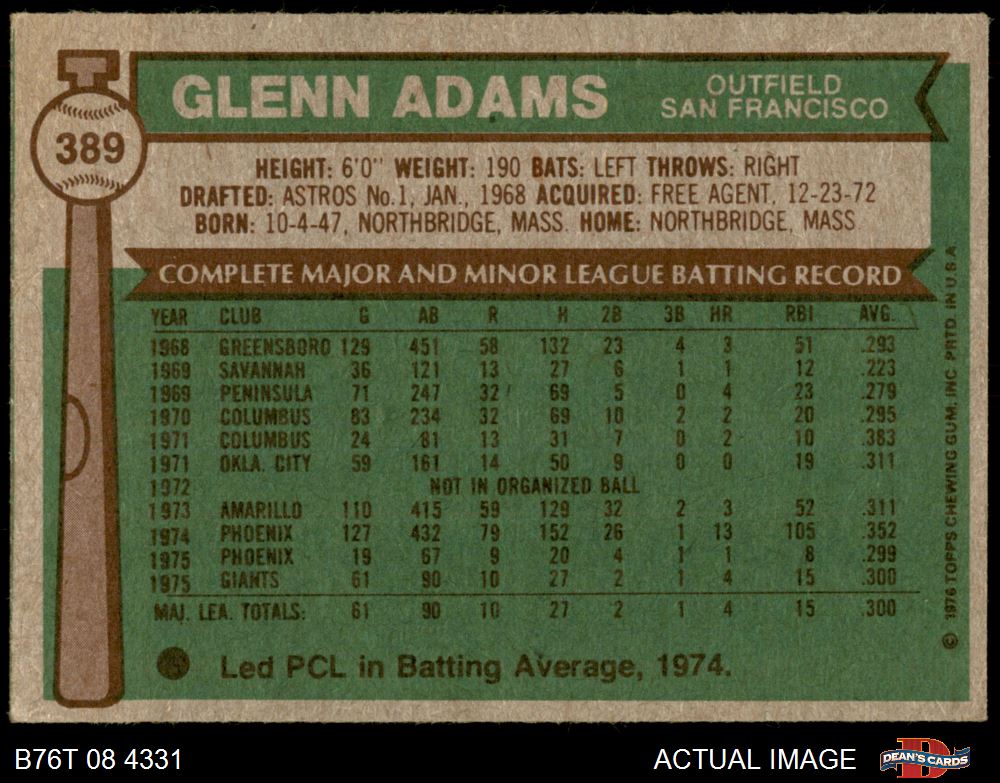 389
GLENN ADAMS
OUTFIELD
SAN FRANCISCO
HEIGHT: 6'0" WEIGHT: 190 BATS: LEFT THROWS: RIGHT
DRAFTED: ASTROS No.1, JAN., 1968 ACQUIRED: FREE AGENT, 12-23-72
BORN: 10-4-47, NORTHBRIDGE, MASS. HOME: NORTHBRIDGE, MASS.
COMPLETE MAJOR AND MINOR LEAGUE BATTING RECORD
YEAR CLUB G AB R H 2B 3B HR RBI AVG.
1968 GREENSBORO 129 451 58 132 23 4 3 51 .293
1969 SAVANNAH 36 121 13 27 6 1 1 12 .223
1969 PENINSULA 71 247 32 69 5 0 4 23 .279
1970 COLUMBUS 83 234 32 69 10 2 2 20 .295
1971 COLUMBUS 24 81 13 31 7 0 2 10 .383
1971 OKLA. CITY 59 161 14 50 9 0 0 19 .311
1972 NOT IN ORGANIZED BALL
1973 AMARILLO 110 415 59 129 32 2 3 52 .311
1974 PHOENIX 127 432 79 152 26 1 13 105 .352
1975 PHOENIX 19 67 9 20 4 1 1 8 .299
1975 GIANTS 61 90 10 27 2 1 4 15 .300
MAJ. LEA. TOTALS: 61 90 10 27 2 1 4 15 .300
Led PCL in Batting Average, 1974.
© 1976 TOPPS CHEWING GUM, INC. PRTD. IN U.S.A.
B76T 08 4331
ACTUAL IMAGE
DEAN'S CARDS